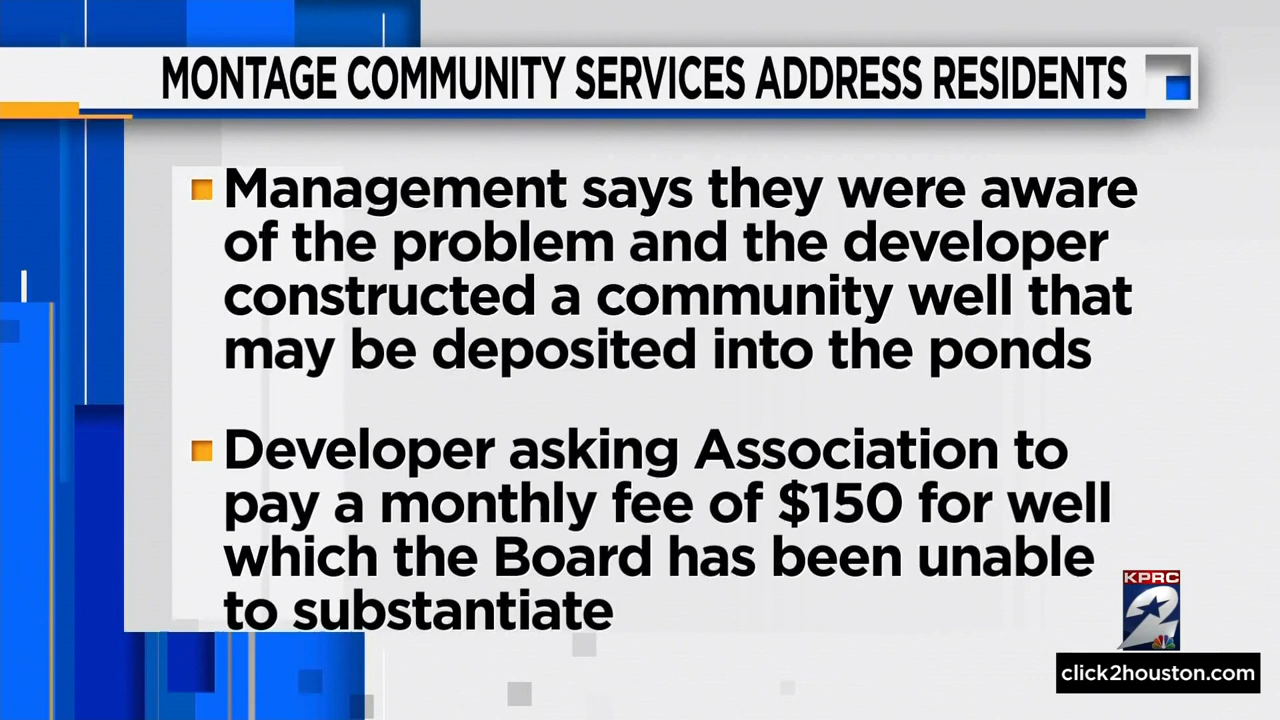 MONTAGE COMMUNITY SERVICES ADDRESS RESIDENTS
Management says they were aware
of the problem and the developer
constructed a community well that
may be deposited into the ponds
Developer asking Association to
pay a monthly fee of $150 for well
which the Board has been unable
to substantiate
KPRC
2
click2houston.com